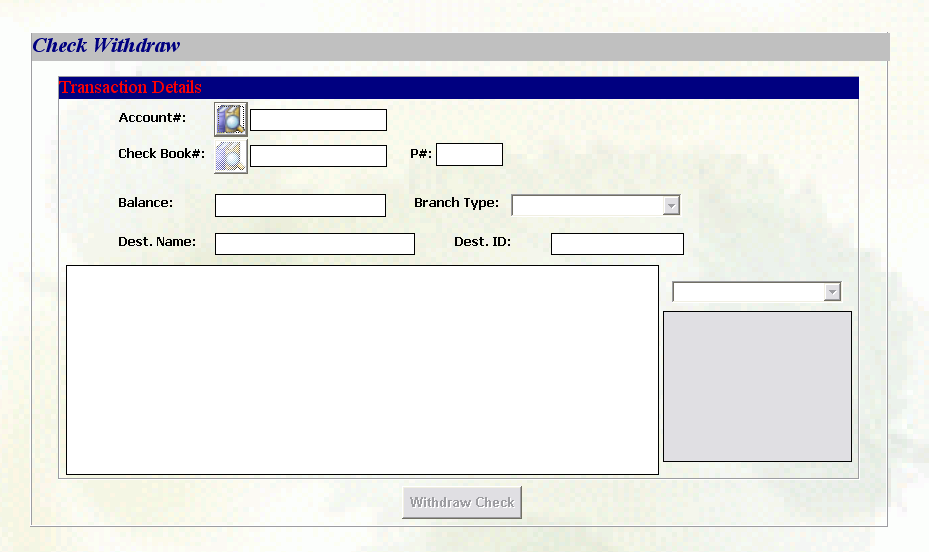 Check Withdraw
Transaction Details
Account#:
Check Book#: P#:
Balance: Branch Type:
Dest. Name: Dest. ID:
Withdraw Check